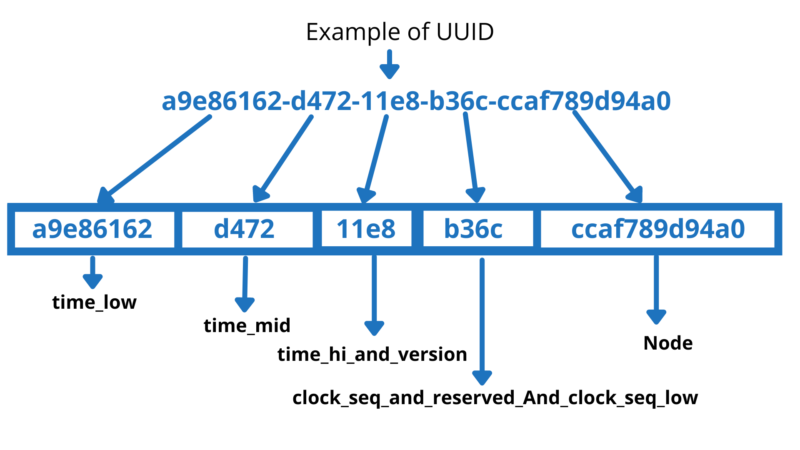 Example of UUID
a9e86162-d472-11e8-b36c-ccaf789d94a0
a9e86162 d472 11e8 b36c ccaf789d94a0
time_low
time_mid
time_hi_and_version
Node
clock_seq_and_reserved_And_clock_seq_low